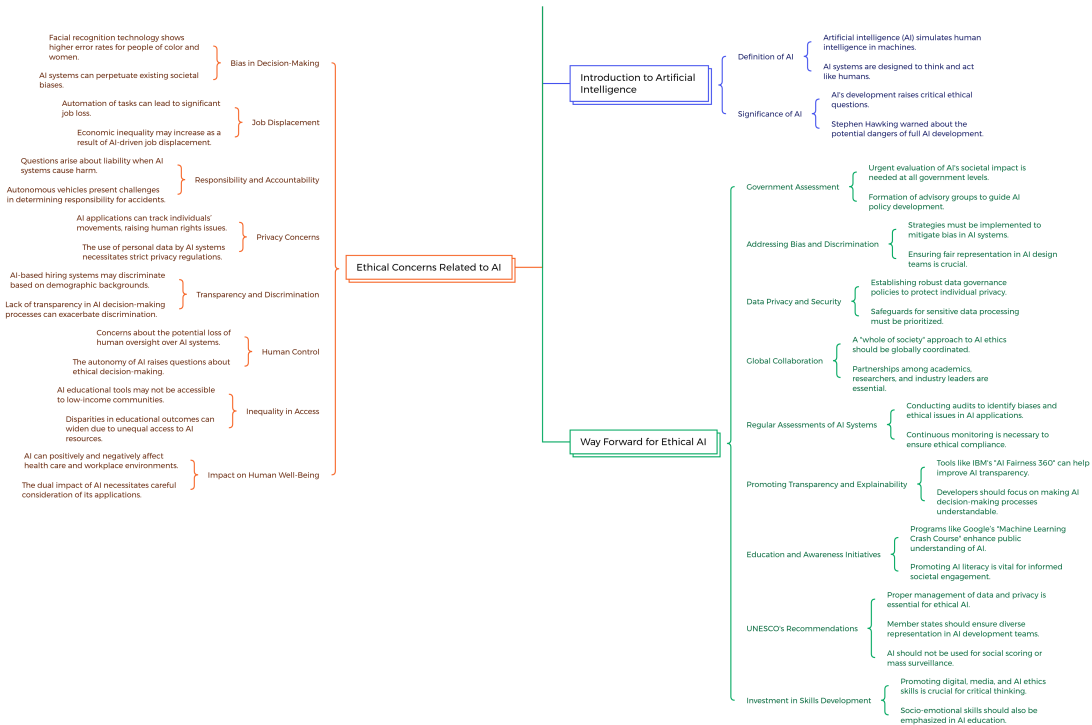 Introduction to Artificial
Intelligence
Definition of AI
Artificial intelligence (AI) simulates human
intelligence in machines.
AI systems are designed to think and act
like humans.
Significance of AI
AI's development raises critical ethical
questions.
Stephen Hawking warned about the
potential dangers of full AI development.
Ethical Concerns Related to AI
Bias in Decision-Making
Facial recognition technology shows
higher error rates for people of color and
women.
AI systems can perpetuate existing societal
biases.
Job Displacement
Automation of tasks can lead to significant
job loss.
Economic inequality may increase as a
result of AI-driven job displacement.
Responsibility and Accountability
Questions arise about liability when AI
systems cause harm.
Autonomous vehicles present challenges
in determining responsibility for accidents.
Privacy Concerns
AI applications can track individuals'
movements, raising human rights issues.
The use of personal data by AI systems
necessitates strict privacy regulations.
Transparency and Discrimination
AI-based hiring systems may discriminate
based on demographic backgrounds.
Lack of transparency in AI decision-making
processes can exacerbate discrimination.
Human Control
Concerns about the potential loss of
human oversight over AI systems.
The autonomy of AI raises questions about
ethical decision-making.
Inequality in Access
AI educational tools may not be accessible
to low-income communities.
Disparities in educational outcomes can
widen due to unequal access to AI
resources.
Impact on Human Well-Being
AI can positively and negatively affect
health care and workplace environments.
The dual impact of AI necessitates careful
consideration of its applications.
Way Forward for Ethical AI
Government Assessment
Urgent evaluation of AI's societal impact is
needed at all government levels.
Formation of advisory groups to guide AI
policy development.
Addressing Bias and Discrimination
Strategies must be implemented to
mitigate bias in AI systems.
Ensuring fair representation in AI design
teams is crucial.
Data Privacy and Security
Establishing robust data governance
policies to protect individual privacy.
Safeguards for sensitive data processing
must be prioritized.
Global Collaboration
A "whole of society" approach to AI ethics
should be globally coordinated.
Partnerships among academics,
researchers, and industry leaders are
essential.
Regular Assessments of AI Systems
Conducting audits to identify biases and
ethical issues in AI applications.
Continuous monitoring is necessary to
ensure ethical compliance.
Promoting Transparency and Explainability
Tools like IBM's "AI Fairness 360" can help
improve AI transparency.
Developers should focus on making AI
decision-making processes
understandable.
Education and Awareness Initiatives
Programs like Google's "Machine Learning
Crash Course" enhance public
understanding of AI.
Promoting AI literacy is vital for informed
societal engagement.
UNESCO's Recommendations
Proper management of data and privacy is
essential for ethical AI.
Member states should ensure diverse
representation in AI development teams.
AI should not be used for social scoring or
mass surveillance.
Investment in Skills Development
Promoting digital, media, and AI ethics
skills is crucial for critical thinking.
Socio-emotional skills should also be
emphasized in AI education.